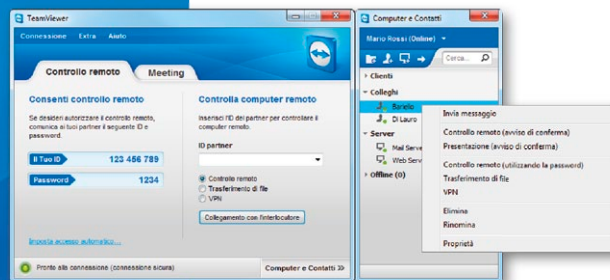 TeamViewer
Connessione Extra Aiuto
Controllo remoto Meeting
Consenti controllo remoto
Se desideri autorizzare il controllo remoto,
comunica ai tuoi partner il seguente ID e
password.
Il Tuo ID 123 456 789
Password 1234
Imposta accesso automatico...
Controlla computer remoto
Inserisci l'ID del partner per controllare il
computer remoto.
ID partner
Controllo remoto
Trasferimento di file
VPN
Collegamento con l'interlocutore
Pronto alla connessione (connessione sicura)
Computer e Contatti
Computer e Contatti
Mario Rossi (Online)
Cerca...
Clienti
Colleghi
Bariello
Di Lauro
Server
Mail Serve
Web Serv
Offline (0)
Invia messaggio
Controllo remoto (avviso di conferma)
Presentazione (avviso di conferma)
Controllo remoto (utilizzando la password)
Trasferimento di file
VPN
Elimina
Rinomina
Proprietà